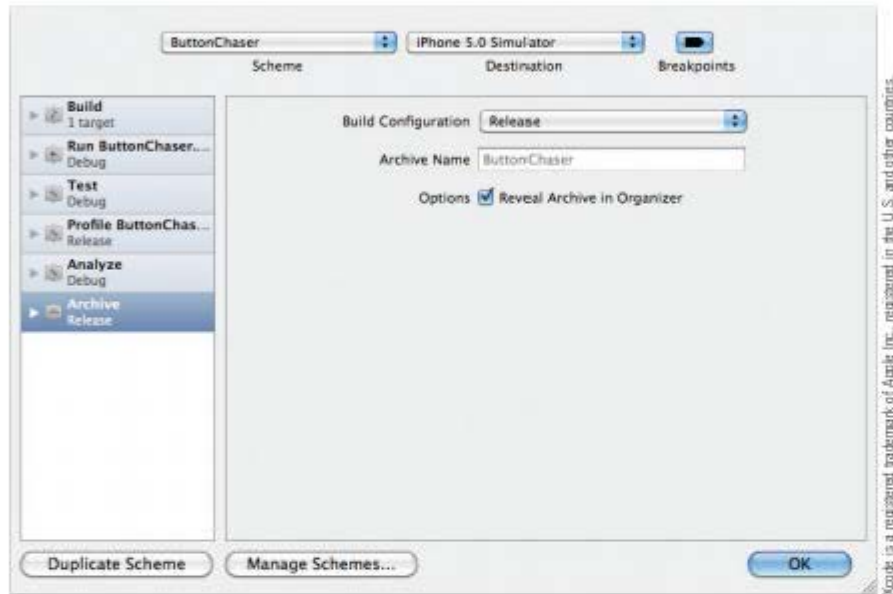 ButtonChaser
iPhone 5.0 Simulator
Scheme
Destination
Breakpoints
Build
1 target
Run ButtonChaser....
Debug
Test
Debug
Profile ButtonChas...
Release
Analyze
Debug
Archive
Release
Build Configuration
Release
Archive Name
ButtonChaser
Options
Reveal Archive in Organizer
Duplicate Scheme
Manage Schemes...
OK
Xcode is a registered trademark of Apple Inc., registered in the U.S. and other countries.